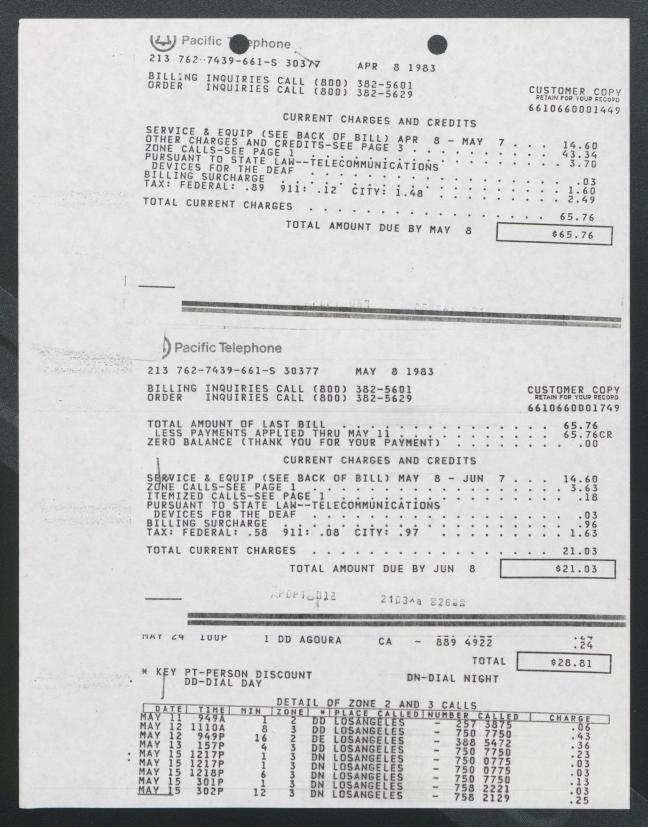 Pacific Telephone
213 762-7439-661-S 30377 APR 8 1983
BILLING INQUIRIES CALL (800) 382-5601
ORDER INQUIRIES CALL (800) 382-5629
CUSTOMER COPY
RETAIN FOR YOUR RECORD
6610660001449
CURRENT CHARGES AND CREDITS
SERVICE & EQUIP (SEE BACK OF BILL) APR 8 - MAY 7 . . . 14.60
OTHER CHARGES AND CREDITS-SEE PAGE 3 . . . . . . . . . 43.34
ZONE CALLS-SEE PAGE 1 . . . . . . . . . . . . . . . 3.70
PURSUANT TO STATE LAW--TELECOMMUNICATIONS
DEVICES FOR THE DEAF . . . . . . . . . . . . . . . .03
BILLING SURCHARGE . . . . . . . . . . . . . . . . . 1.60
TAX: FEDERAL: .89 911: .12 CITY: 1.48 . . . . . . . . 2.49
TOTAL CURRENT CHARGES . . . . . . . . . . . . . . . 65.76
TOTAL AMOUNT DUE BY MAY 8 $65.76
Pacific Telephone
213 762-7439-661-S 30377 MAY 8 1983
BILLING INQUIRIES CALL (800) 382-5601
ORDER INQUIRIES CALL (800) 382-5629
CUSTOMER COPY
RETAIN FOR YOUR RECORD
6610660001749
TOTAL AMOUNT OF LAST BILL . . . . . . . . . . . . . 65.76
LESS PAYMENTS APPLIED THRU MAY 11 . . . . . . . . . . 65.76CR
ZERO BALANCE (THANK YOU FOR YOUR PAYMENT) . . . . . . . .00
CURRENT CHARGES AND CREDITS
SERVICE & EQUIP (SEE BACK OF BILL) MAY 8 - JUN 7 . . . 14.60
ZONE CALLS-SEE PAGE 1 . . . . . . . . . . . . . . . 3.63
ITEMIZED CALLS-SEE PAGE 1 . . . . . . . . . . . . . .18
PURSUANT TO STATE LAW--TELECOMMUNICATIONS
DEVICES FOR THE DEAF . . . . . . . . . . . . . . . .03
BILLING SURCHARGE . . . . . . . . . . . . . . . . . .96
TAX: FEDERAL: .58 911: .08 CITY: .97 . . . . . . . . 1.63
TOTAL CURRENT CHARGES . . . . . . . . . . . . . . . 21.03
TOTAL AMOUNT DUE BY JUN 8 $21.03
MAY 24 100P 1 DD AGOURA CA - 889 4922 .24
TOTAL $28.81
* KEY PT-PERSON DISCOUNT DN-DIAL NIGHT
DD-DIAL DAY
DETAIL OF ZONE 2 AND 3 CALLS
DATE TIME MIN ZONE * PLACE CALLED NUMBER CALLED CHARGE
MAY 11 949A 1 2 DD LOSANGELES - 257 3875 .06
MAY 12 1110A 8 3 DD LOSANGELES - 750 7750 .43
MAY 12 949P 16 2 DE LOSANGELES - 388 5472 .36
MAY 13 157P 4 3 DD LOSANGELES - 750 7750 .23
MAY 15 1217P 1 3 DN LOSANGELES - 750 0775 .03
MAY 15 1217P 1 3 DN LOSANGELES - 750 0775 .03
MAY 15 1218P 6 3 DN LOSANGELES - 750 7750 .13
MAY 15 301P 1 3 DN LOSANGELES - 758 2221 .03
MAY 15 302P 12 3 DN LOSANGELES - 758 2129 .25